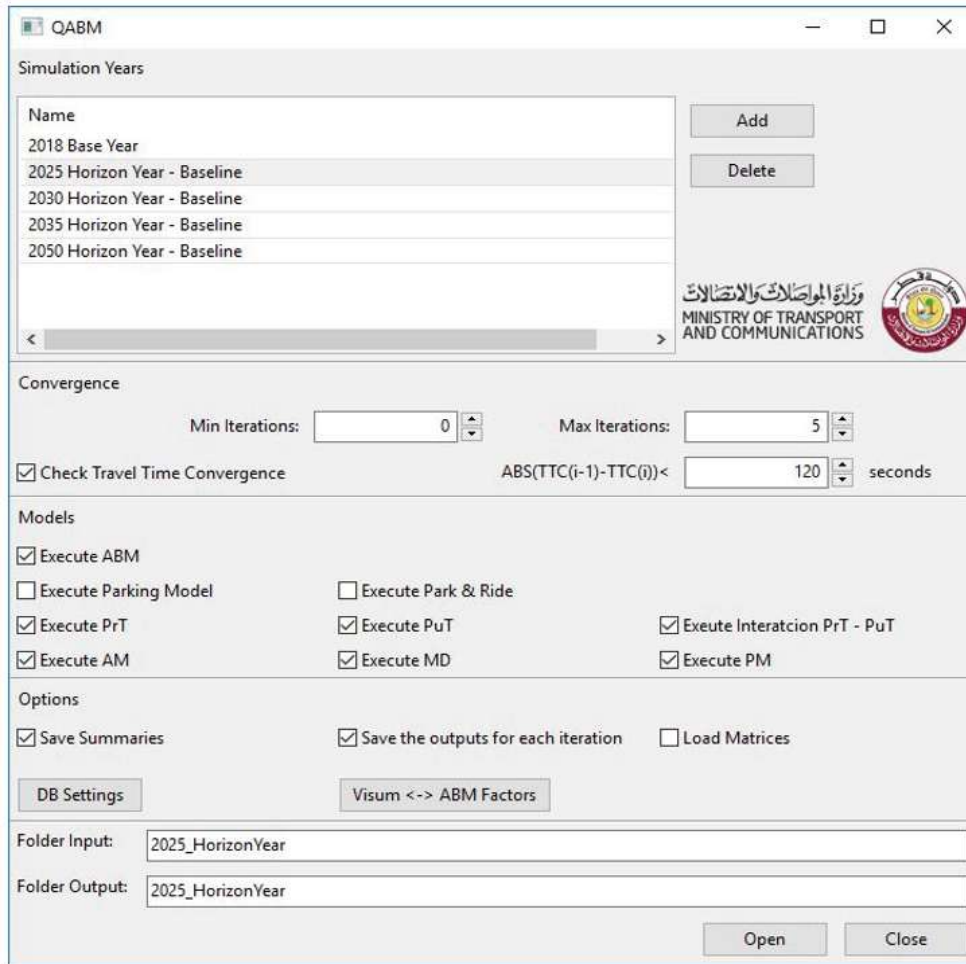 QABM
Simulation Years
Name
2018 Base Year
2025 Horizon Year - Baseline
2030 Horizon Year - Baseline
2035 Horizon Year - Baseline
2050 Horizon Year - Baseline
Add
Delete
وزارة المواصلات والاتصالات
MINISTRY OF TRANSPORT
AND COMMUNICATIONS
Convergence
Min Iterations: 0 Max Iterations: 5
Check Travel Time Convergence ABS(TTC(i-1)-TTC(i))< 120 seconds
Models
Execute ABM
Execute Parking Model Execute Park & Ride
Execute PrT Execute PuT Exeute Interatcion PrT - PuT
Execute AM Execute MD Execute PM
Options
Save Summaries Save the outputs for each iteration Load Matrices
DB Settings Visum <-> ABM Factors
Folder Input: 2025_HorizonYear
Folder Output: 2025_HorizonYear
Open Close